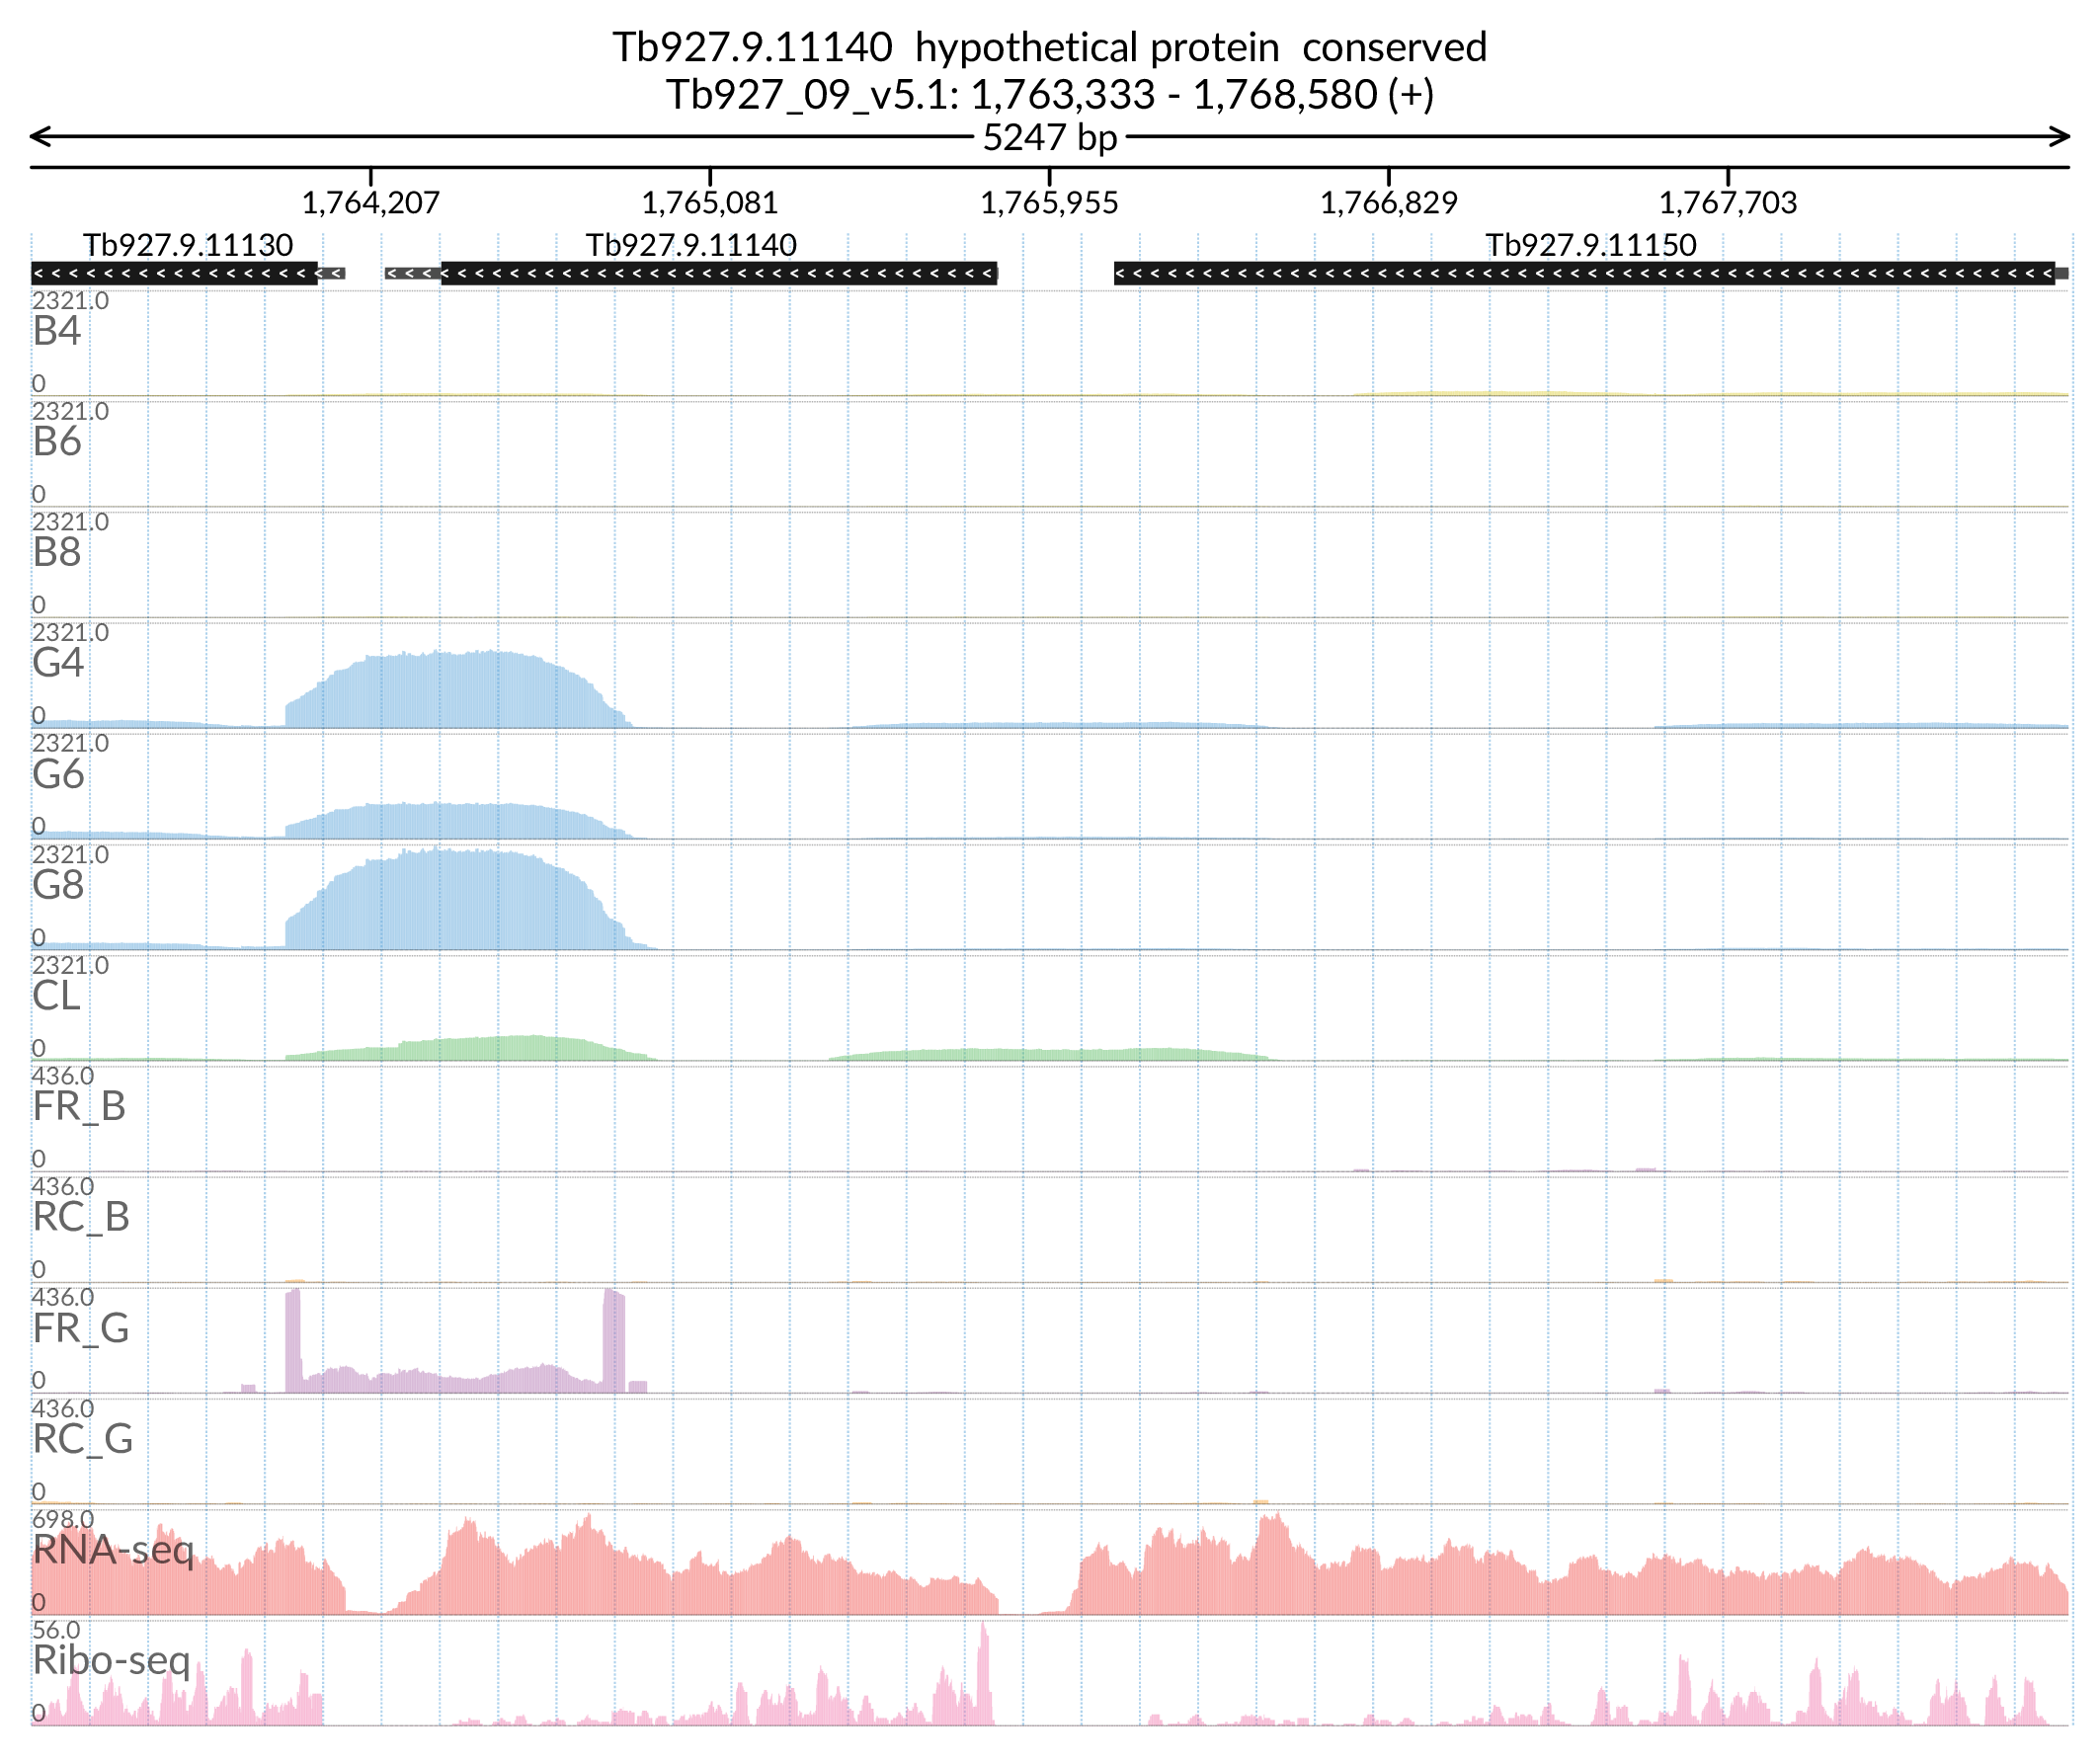 Tb927.9.11140  hypothetical protein  conserved
Tb927_09_v5.1: 1,763,333 - 1,768,580 (+)
5247 bp
1,764,207 1,765,081 1,765,955 1,766,829 1,767,703
Tb927.9.11130 Tb927.9.11140 Tb927.9.11150
2321.0
B4
0
2321.0
B6
0
2321.0
B8
0
2321.0
G4
0
2321.0
G6
0
2321.0
G8
0
2321.0
CL
0
436.0
FR_B
0
436.0
RC_B
0
436.0
FR_G
0
436.0
RC_G
0
698.0
RNA-seq
0
56.0
Ribo-seq
0